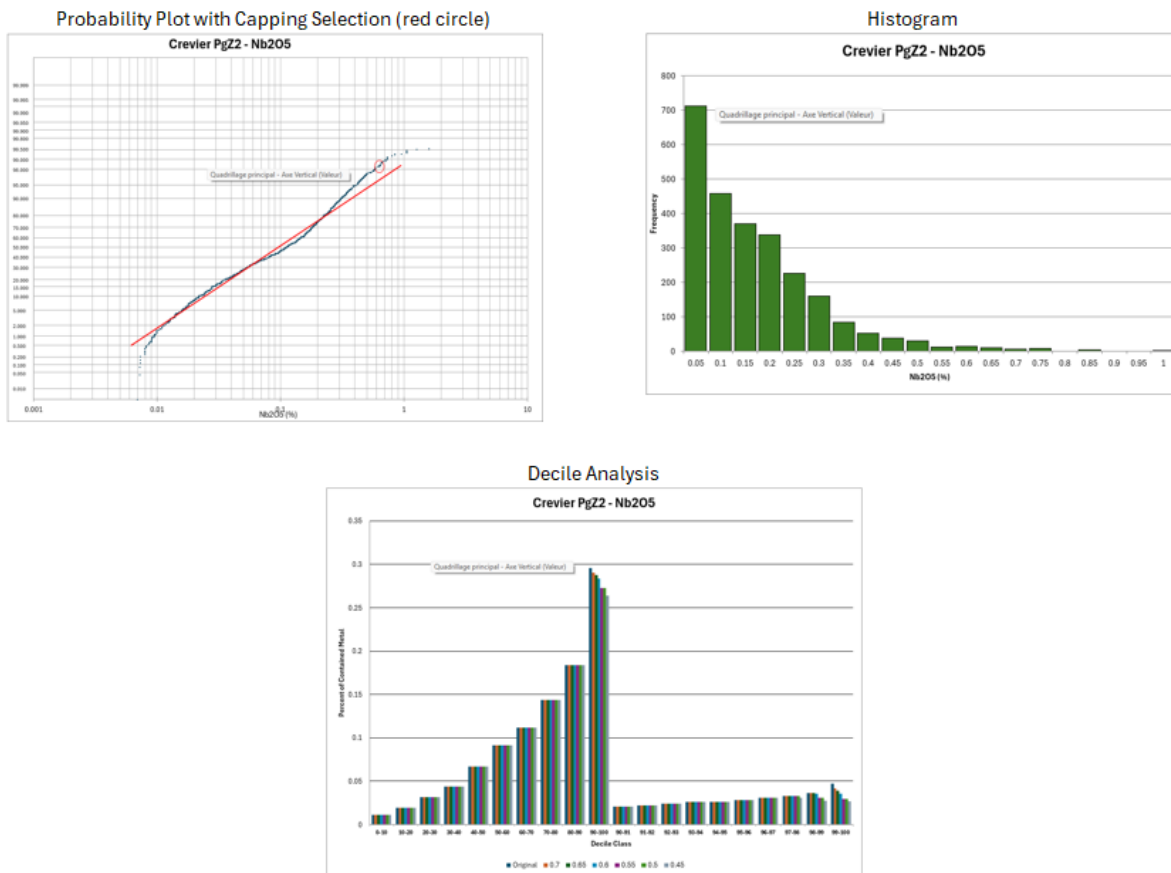 Probability Plot with Capping Selection (red circle)
Crevier PgZ2 - Nb2O5
Quadrillage principal - Axe Vertical (Valeur)
0.001 0.01 0.1 1 10
Nb2O5 (%)
Histogram
Crevier PgZ2 - Nb2O5
Quadrillage principal - Axe Vertical (Valeur)
Frequency
800
700
600
500
400
300
200
100
0
0.05 0.1 0.15 0.2 0.25 0.3 0.35 0.4 0.45 0.5 0.55 0.6 0.65 0.7 0.75 0.8 0.85 0.9 0.95 1
Nb2O5 (%)
Decile Analysis
Crevier PgZ2 - Nb2O5
Quadrillage principal - Axe Vertical (Valeur)
Percent of Contained Metal
0.35
0.3
0.25
0.2
0.15
0.1
0.05
0
0-10 10-20 20-30 30-40 40-50 50-60 60-70 70-80 80-90 90-100 90-91 91-92 92-93 93-94 94-95 95-96 96-97 97-98 98-99 99-100
Decile Class
Original 0.7 0.65 0.6 0.55 0.5 0.45